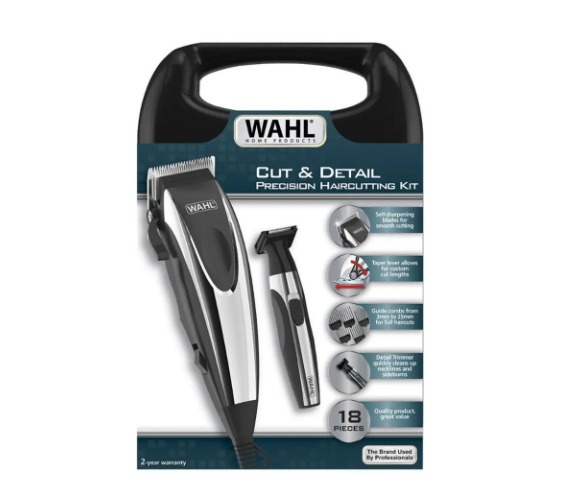 WAHL
HOME PRODUCTS
CUT & DETAIL
PRECISION HAIRCUTTING KIT
WAHL
Self-sharpening
blades for
smooth cutting
Taper lever allows
for custom
cut lengths
Guide combs from
3mm to 25mm
for full haircuts
Detail Trimmer
quickly cleans up
necklines and
sideburns
18
PIECES
Quality product,
great value
WAHL
2-year warranty
The Brand Used
By Professionals